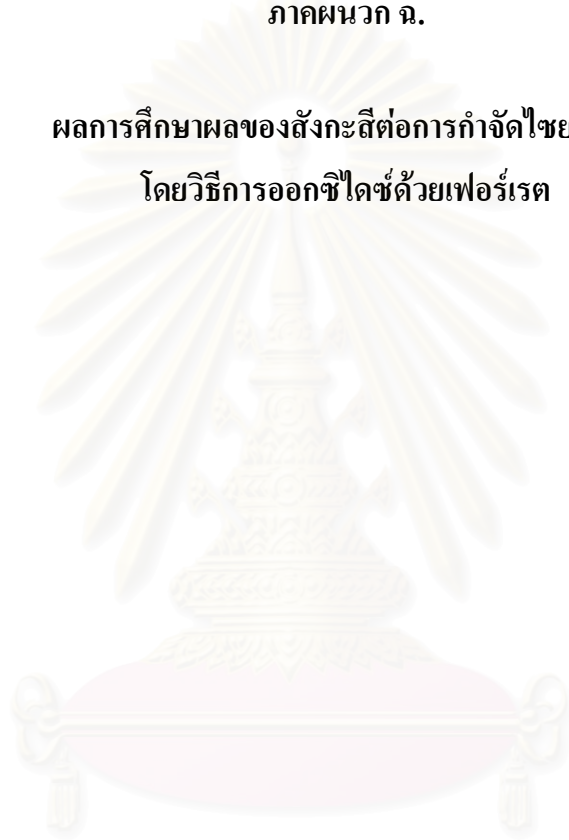 ภาคผนวก ฉ.
ผลการศึกษาผลของสังกะสีต่อการกำจัดไซย
โดยวิธีการออกซิไดซ์ด้วยเฟอร์เรต